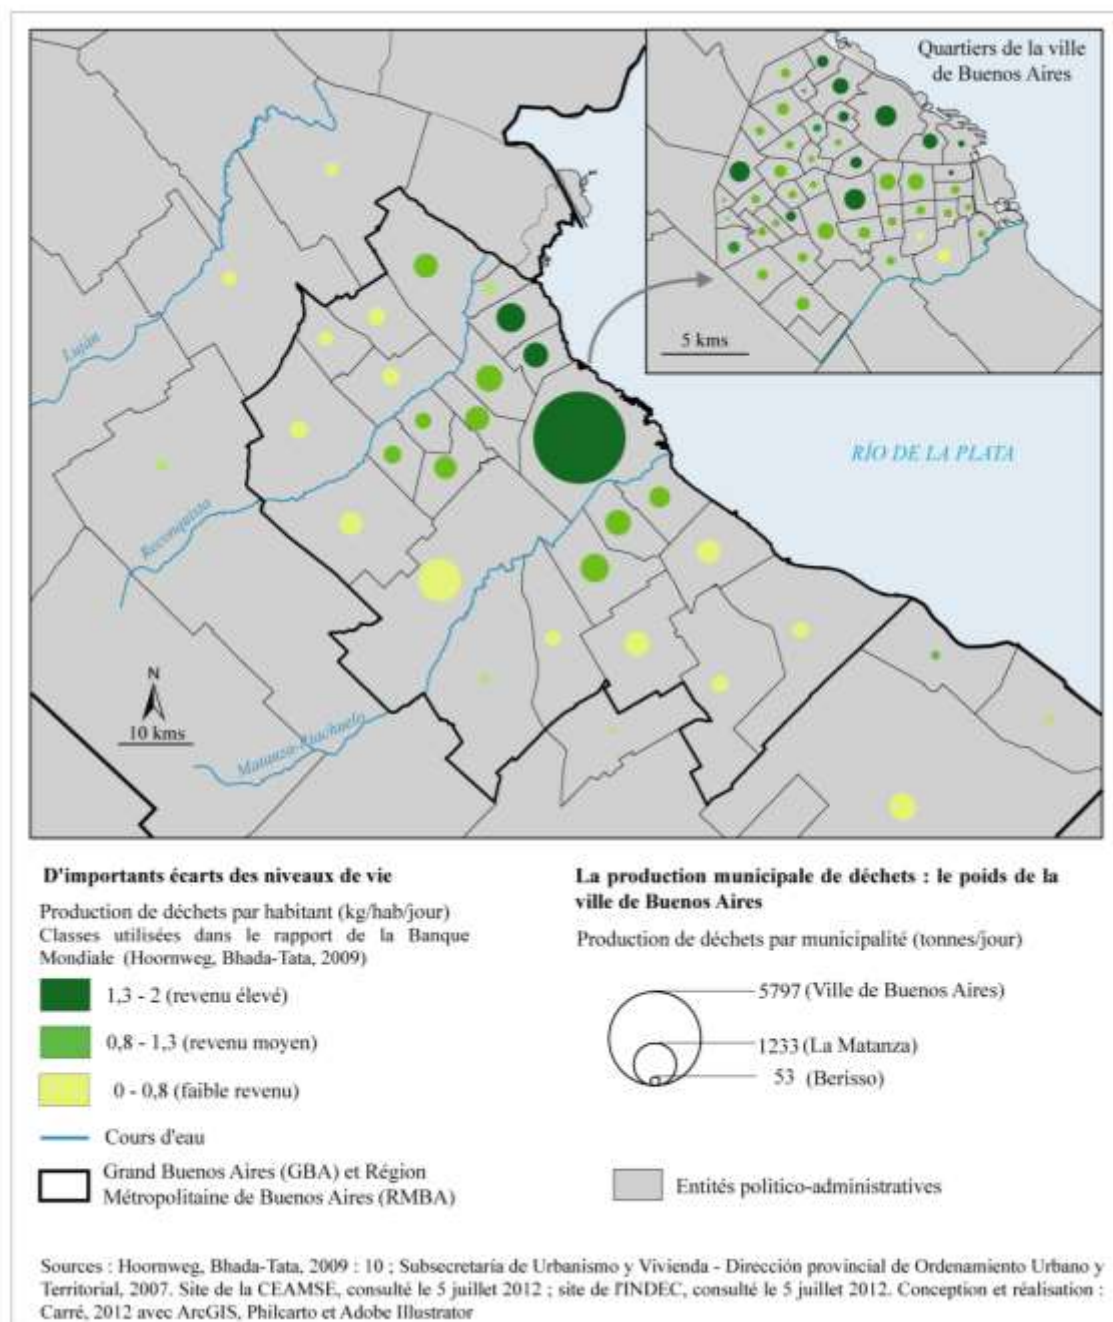 Quartiers de la ville
de Buenos Aires
5 kms
Luján
RÍO DE LA PLATA
Reconquista
N
10 kms
Matanza-Riachuelo
D'importants écarts des niveaux de vie
Production de déchets par habitant (kg/hab/jour)
Classes utilisées dans le rapport de la Banque
Mondiale (Hoornweg, Bhada-Tata, 2009)
1,3 - 2 (revenu élevé)
0,8 - 1,3 (revenu moyen)
0 - 0,8 (faible revenu)
Cours d'eau
Grand Buenos Aires (GBA) et Région
Métropolitaine de Buenos Aires (RMBA)
La production municipale de déchets : le poids de la
ville de Buenos Aires
Production de déchets par municipalité (tonnes/jour)
5797 (Ville de Buenos Aires)
1233 (La Matanza)
53 (Berisso)
Entités politico-administratives
Sources : Hoornweg, Bhada-Tata, 2009 : 10 ; Subsecretaría de Urbanismo y Vivienda - Dirección provincial de Ordenamiento Urbano y
Territorial, 2007. Site de la CEAMSE, consulté le 5 juillet 2012 ; site de l'INDEC, consulté le 5 juillet 2012. Conception et réalisation :
Carré, 2012 avec ArcGIS, Philcarto et Adobe Illustrator